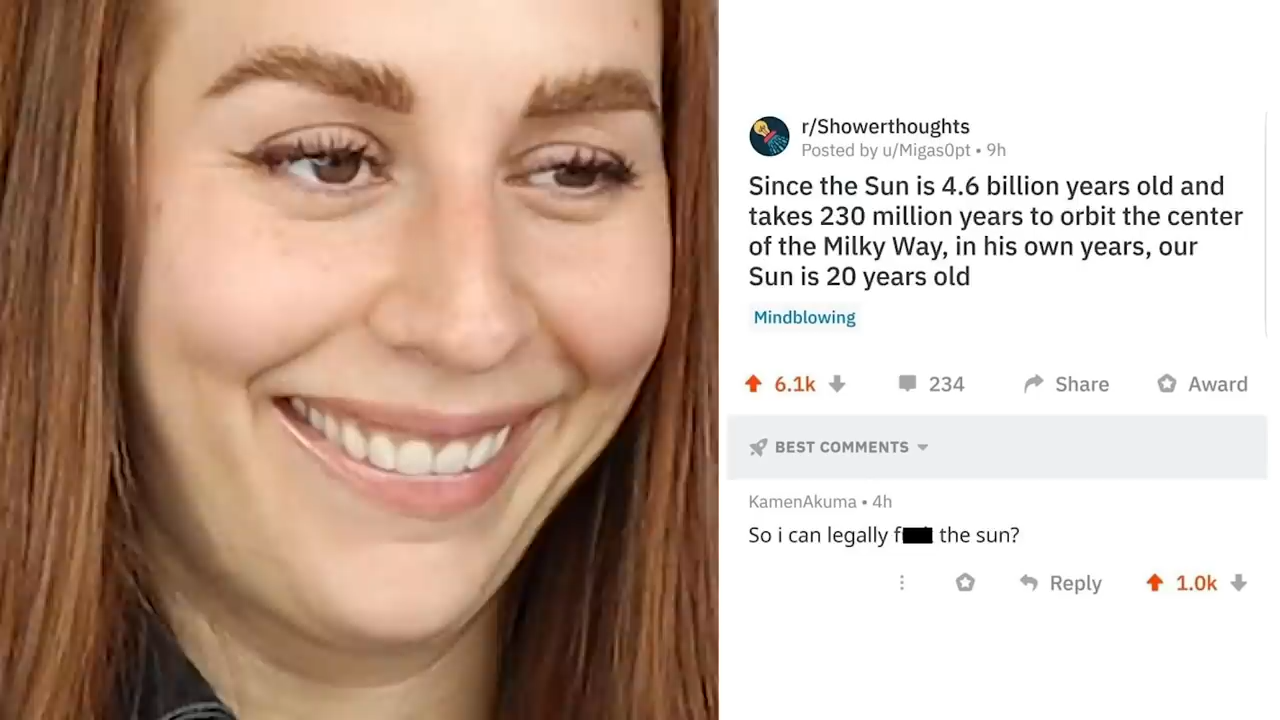 r/Showerthoughts
Posted by u/Migas0pt • 9h
Since the Sun is 4.6 billion years old and
takes 230 million years to orbit the center
of the Milky Way, in his own years, our
Sun is 20 years old
Mindblowing
6.1k 234 Share Award
BEST COMMENTS
KamenAkuma • 4h
So i can legally f the sun?
Reply 1.0k